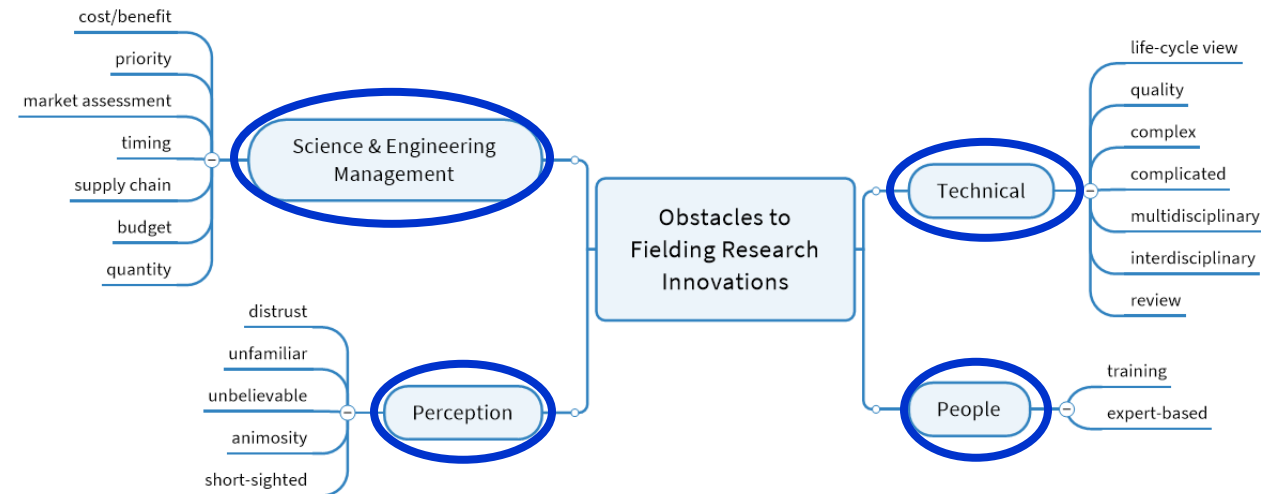 Obstacles to
Fielding Research
Innovations
Science & Engineering
Management
cost/benefit
priority
market assessment
timing
supply chain
budget
quantity
Perception
distrust
unfamiliar
unbelievable
animosity
short-sighted
Technical
life-cycle view
quality
complex
complicated
multidisciplinary
interdisciplinary
review
People
training
expert-based